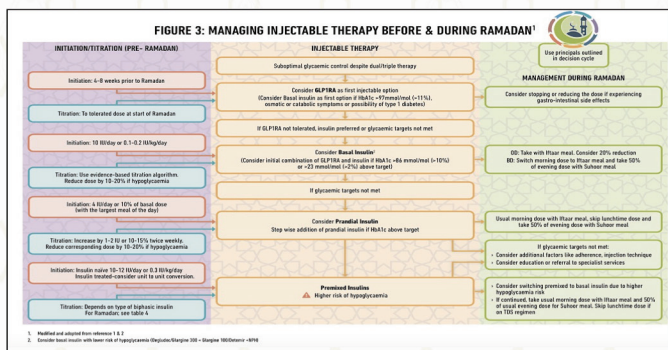 FIGURE 3: MANAGING INJECTABLE THERAPY BEFORE & DURING RAMADAN¹
Use principals outlined
in decision cycle
INITIATION/TITRATION (PRE- RAMADAN)
INJECTABLE THERAPY
MANAGEMENT DURING RAMADAN
Suboptimal glycaemic control despite dual/triple therapy
Initiation: 4-8 weeks prior to Ramadan
Titration: To tolerated dose at start of Ramadan
Consider GLP1RA as first injectable option
(Consider Basal insulin as first option if HbA1c >97mmol/mol (>11%),
osmotic or catabolic symptoms or possibility of type 1 diabetes)
Consider stopping or reducing the dose if experiencing
gastro-intestinal side effects
If GLP1RA not tolerated, insulin preferred or glycaemic targets not met
Initiation: 10 IU/day or 0.1-0.2 IU/kg/day
Titration: Use evidence-based titration algorithm.
Reduce dose by 10-20% if hypoglycaemia
Consider Basal Insulin²
(Consider initial combination of GLP1RA and insulin if HbA1c >86 mmol/mol (>10%)
or >23 mmol/mol (>2%) above target)
OD: Take with Iftaar meal. Consider 20% reduction
BD: Switch morning dose to Iftaar meal and take 50%
of evening dose with Suhoor meal
If glycaemic targets not met
Initiation: 4 IU/day or 10% of basal dose
(with the largest meal of the day)
Titration: Increase by 1-2 IU or 10-15% twice weekly.
Reduce corresponding dose by 10-20% if hypoglycaemia
Consider Prandial Insulin
Step wise addition of prandial insulin if HbA1c above target
Usual morning dose with Iftaar meal, skip lunchtime dose and
take 50% of evening dose with Suhoor meal
If glycaemic targets not met:
• Consider additional factors like adherence, injection technique
• Consider education or referral to specialist services
Initiation: Insulin naïve 10-12 IU/day or 0.3 IU/kg/day
Insulin treated-consider unit to unit conversion.
Titration: Depends on type of biphasic insulin
For Ramadan; see table 4
Premixed Insulins
Higher risk of hypoglycaemia
• Consider switching premixed to basal insulin due to higher
hypoglycaemia risk
• If continued, take usual morning dose with Iftaar meal and 50%
of usual evening dose for Suhoor meal. Skip lunchtime dose if
on TDS regimen
1. Modified and adapted from reference 1 & 2
2. Consider basal insulin with lower risk of hypoglycaemia (Degludec/Glargine 300 < Glargine 100/Detemir <NPH)